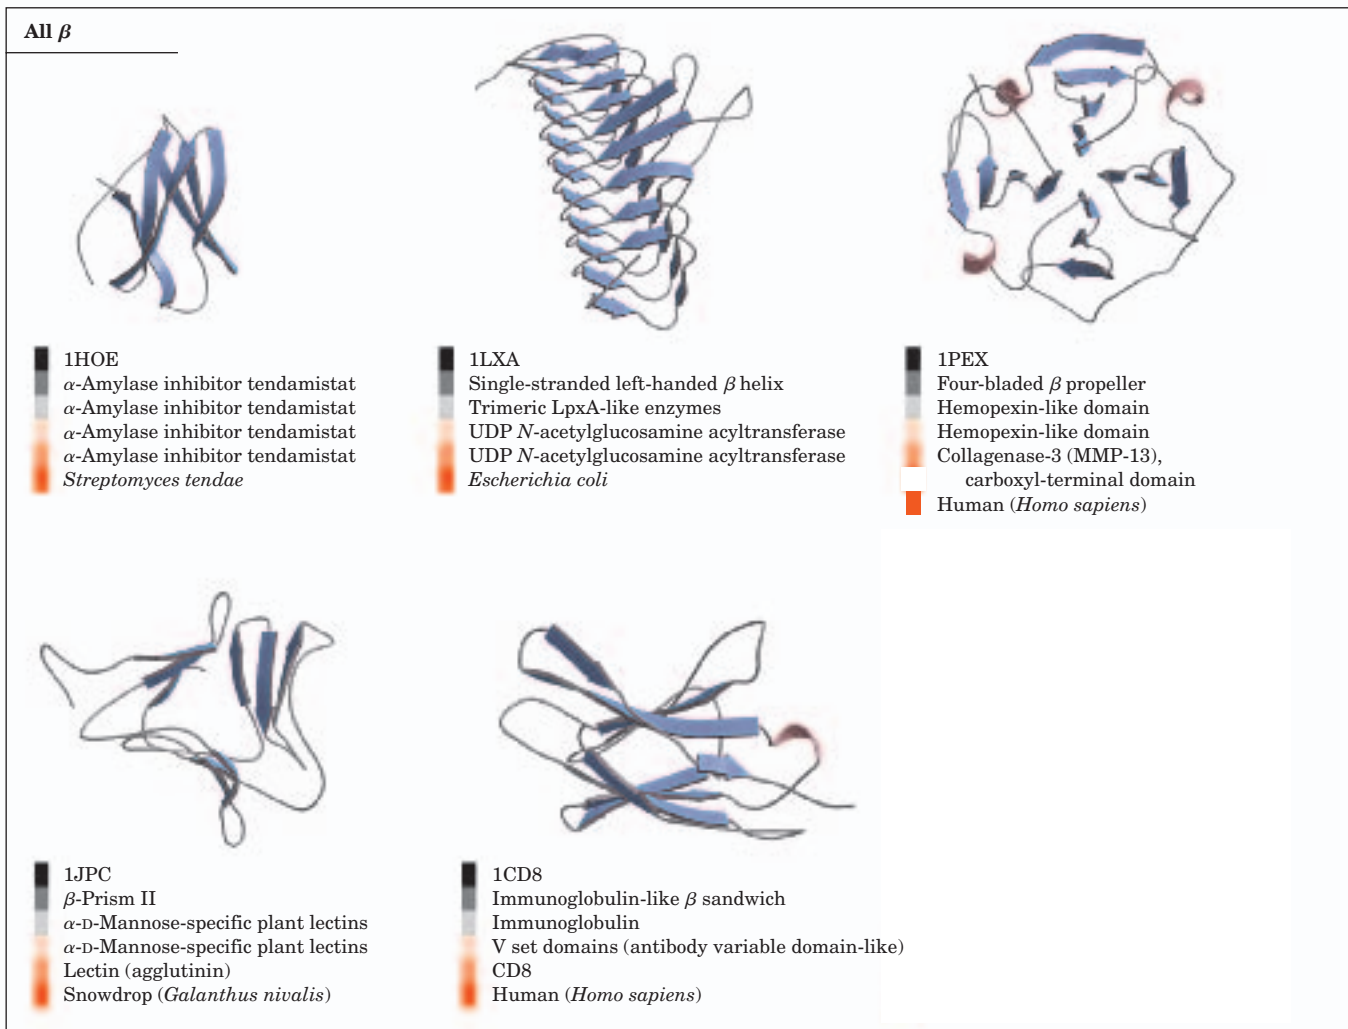 All β
1HOE
α-Amylase inhibitor tendamistat
α-Amylase inhibitor tendamistat
α-Amylase inhibitor tendamistat
α-Amylase inhibitor tendamistat
Streptomyces tendae
1LXA
Single-stranded left-handed β helix
Trimeric LpxA-like enzymes
UDP N-acetylglucosamine acyltransferase
UDP N-acetylglucosamine acyltransferase
Escherichia coli
1PEX
Four-bladed β propeller
Hemopexin-like domain
Hemopexin-like domain
Collagenase-3 (MMP-13),
carboxyl-terminal domain
Human (Homo sapiens)
1JPC
β-Prism II
α-D-Mannose-specific plant lectins
α-D-Mannose-specific plant lectins
Lectin (agglutinin)
Snowdrop (Galanthus nivalis)
1CD8
Immunoglobulin-like β sandwich
Immunoglobulin
V set domains (antibody variable domain-like)
CD8
Human (Homo sapiens)